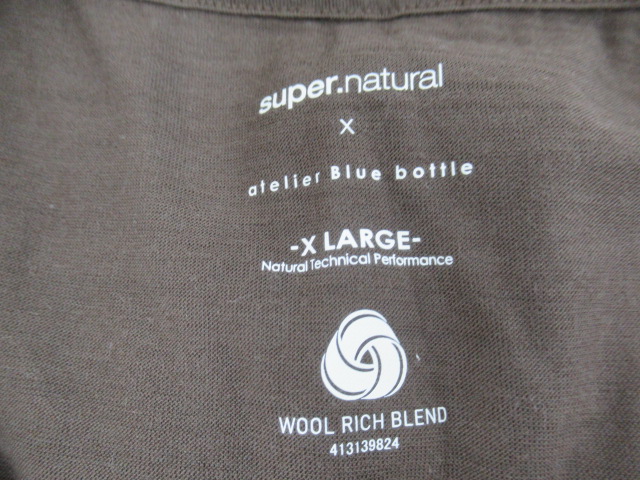 super.natural
x
atelier Blue bottle
-X LARGE-
Natural Technical Performance
WOOL RICH BLEND
413139824